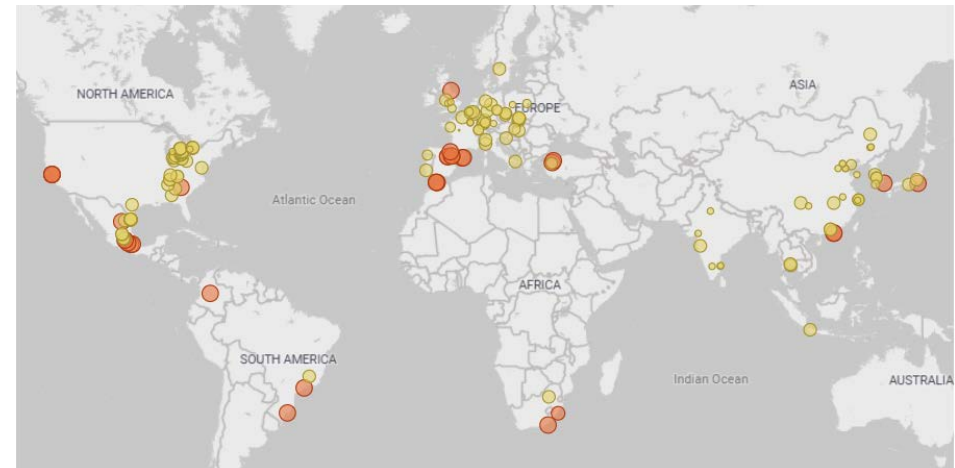 NORTH AMERICA
ASIA
EUROPE
Atlantic Ocean
AFRICA
SOUTH AMERICA
Indian Ocean
AUSTRALIA